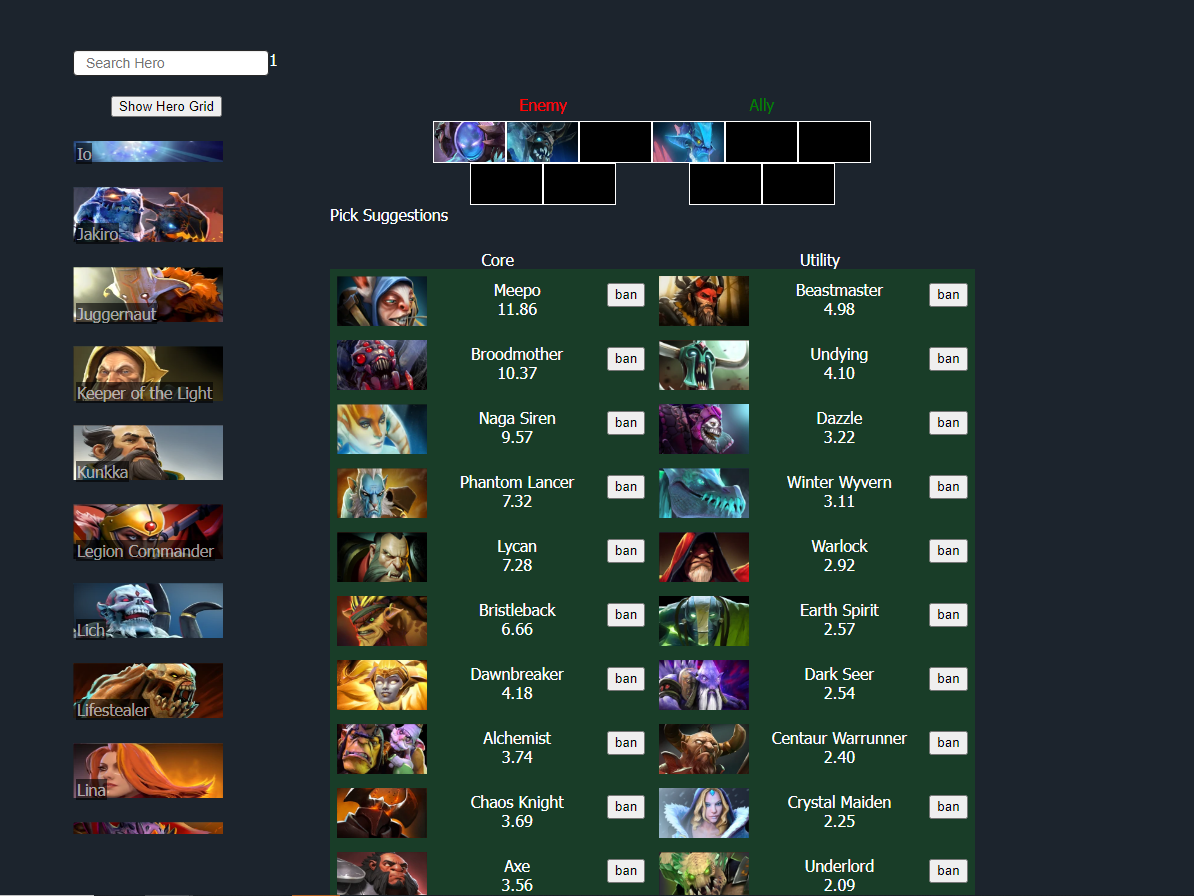 Search Hero
1
Show Hero Grid
Io
Jakiro
Juggernaut
Keeper of the Light
Kunkka
Legion Commander
Lich
Lifestealer
Lina
Enemy
Ally
Pick Suggestions
Core
Utility
Meepo
11.86
ban
Beastmaster
4.98
ban
Broodmother
10.37
ban
Undying
4.10
ban
Naga Siren
9.57
ban
Dazzle
3.22
ban
Phantom Lancer
7.32
ban
Winter Wyvern
3.11
ban
Lycan
7.28
ban
Warlock
2.92
ban
Bristleback
6.66
ban
Earth Spirit
2.57
ban
Dawnbreaker
4.18
ban
Dark Seer
2.54
ban
Alchemist
3.74
ban
Centaur Warrunner
2.40
ban
Chaos Knight
3.69
ban
Crystal Maiden
2.25
ban
Axe
3.56
ban
Underlord
2.09
ban